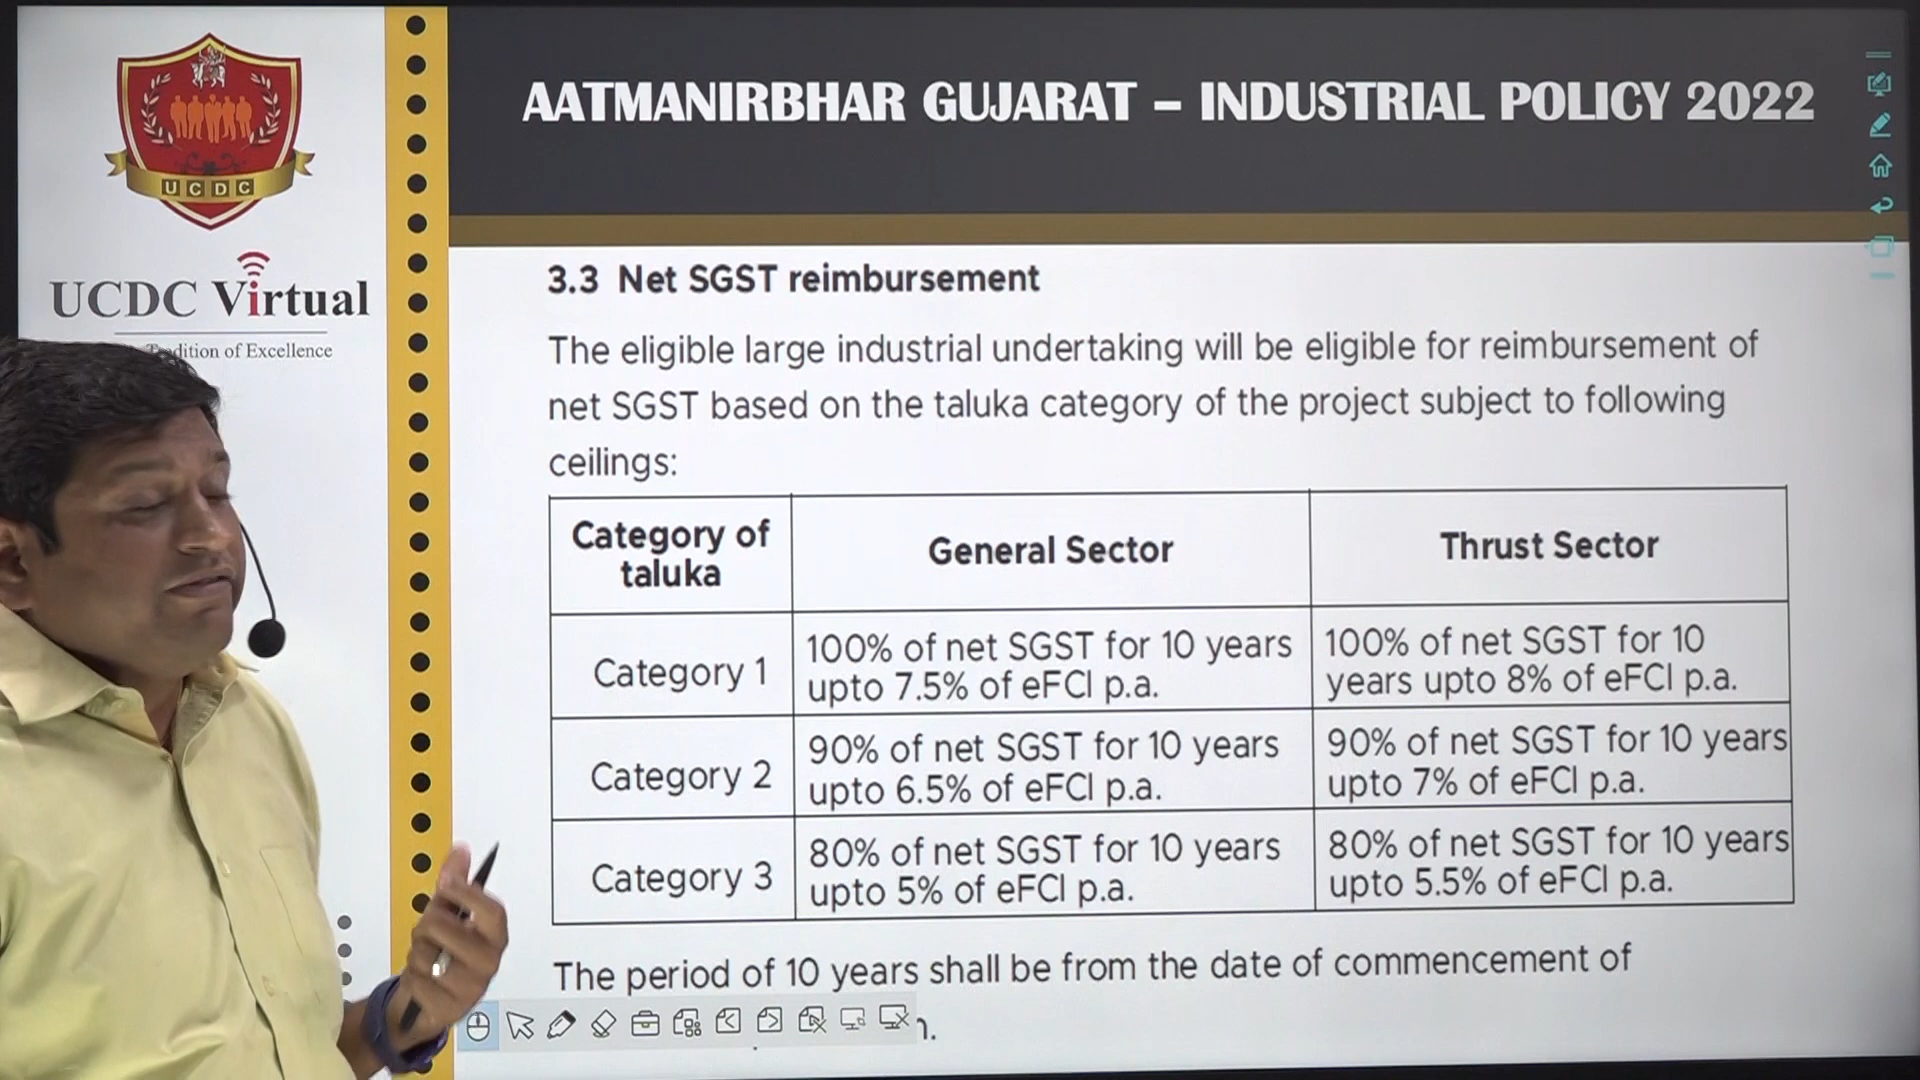 UCDC
UCDC Virtual
Tradition of Excellence
AATMANIRBHAR GUJARAT – INDUSTRIAL POLICY 2022
3.3 Net SGST reimbursement
The eligible large industrial undertaking will be eligible for reimbursement of
net SGST based on the taluka category of the project subject to following
ceilings:
Category of
taluka
General Sector
Thrust Sector
Category 1
100% of net SGST for 10 years
upto 7.5% of eFCI p.a.
100% of net SGST for 10
years upto 8% of eFCI p.a.
Category 2
90% of net SGST for 10 years
upto 6.5% of eFCI p.a.
90% of net SGST for 10 years
upto 7% of eFCI p.a.
Category 3
80% of net SGST for 10 years
upto 5% of eFCI p.a.
80% of net SGST for 10 years
upto 5.5% of eFCI p.a.
The period of 10 years shall be from the date of commencement of